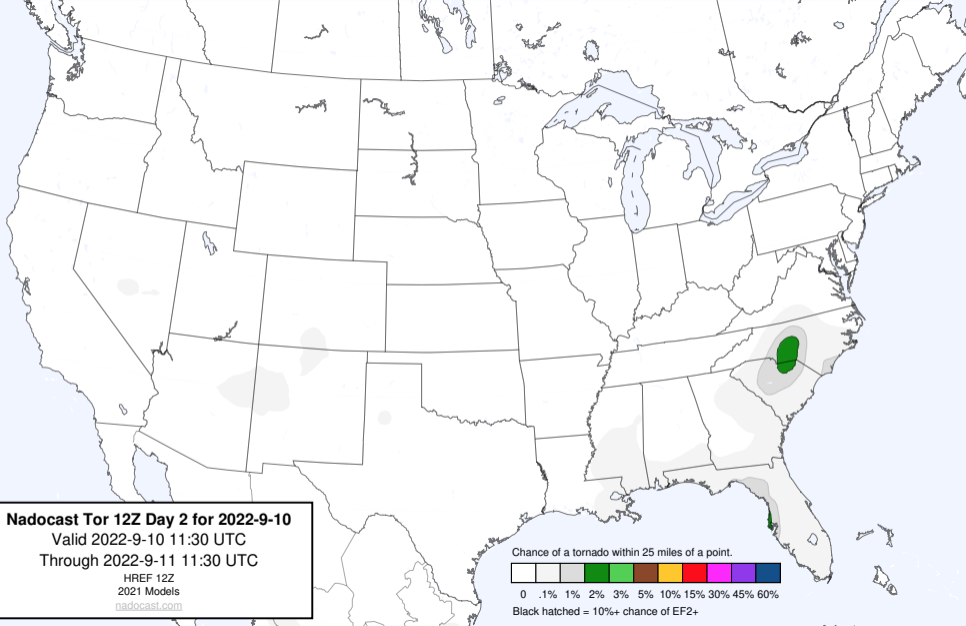 Nadocast Tor 12Z Day 2 for 2022-9-10
Valid 2022-9-10 11:30 UTC
Through 2022-9-11 11:30 UTC
HREF 12Z
2021 Models
nadocast.com
Chance of a tornado within 25 miles of a point.
0 .1% 1% 2% 3% 5% 10% 15% 30% 45% 60%
Black hatched = 10%+ chance of EF2+